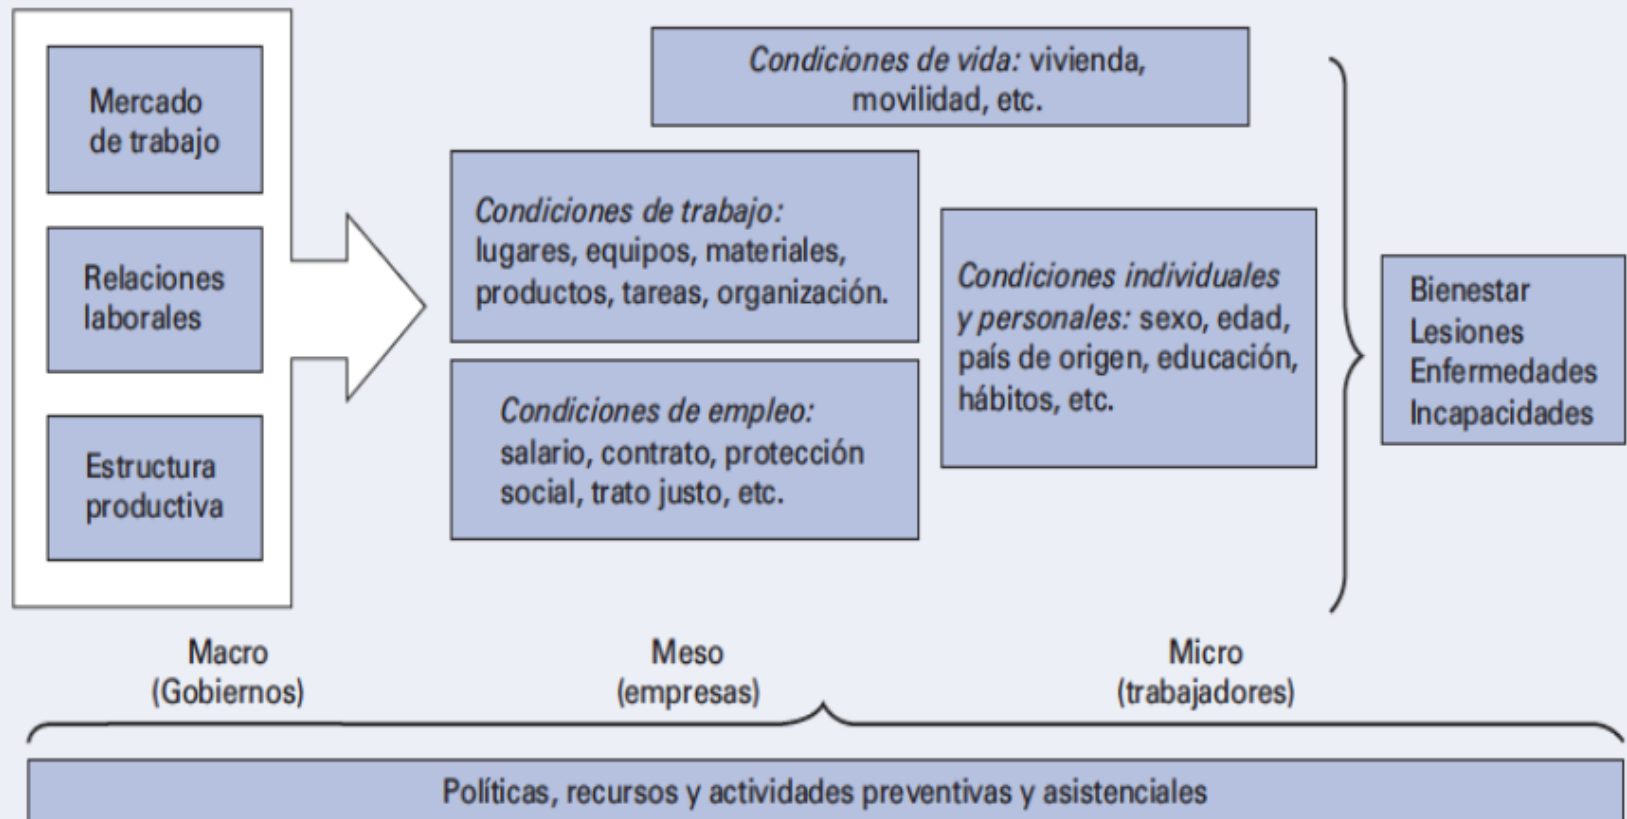 Mercado
de trabajo
Relaciones
laborales
Estructura
productiva
Condiciones de vida: vivienda,
movilidad, etc.
Condiciones de trabajo:
lugares, equipos, materiales,
productos, tareas, organización.
Condiciones de empleo:
salario, contrato, protección
social, trato justo, etc.
Condiciones individuales
y personales: sexo, edad,
país de origen, educación,
hábitos, etc.
Bienestar
Lesiones
Enfermedades
Incapacidades
Macro
(Gobiernos)
Meso
(empresas)
Micro
(trabajadores)
Políticas, recursos y actividades preventivas y asistenciales